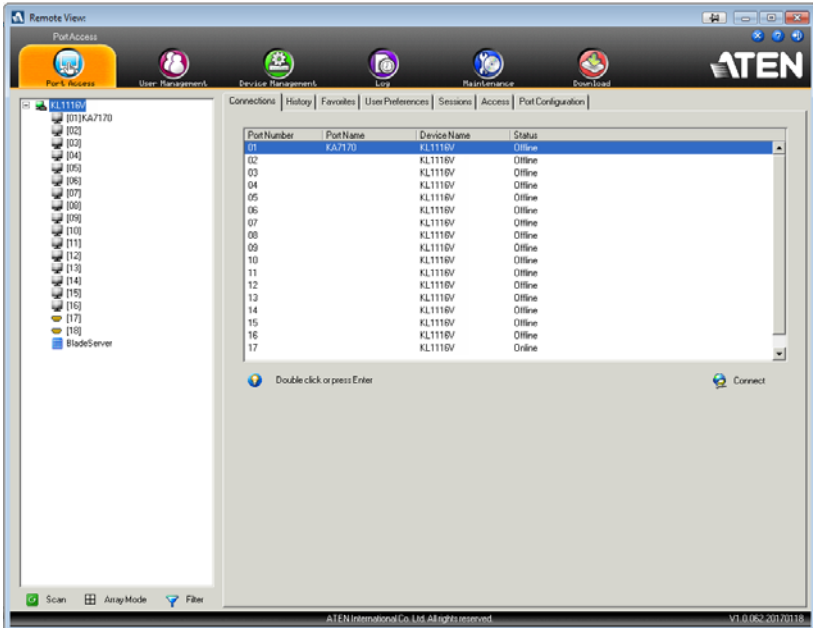 Remote View:
PortAccess
ATEN
Port Access
User Management
Device Management
Log
Maintenance
Download
KL1116V
[01]KA7170
[02]
[03]
[04]
[05]
[06]
[07]
[08]
[09]
[10]
[11]
[12]
[13]
[14]
[15]
[16]
[17]
[18]
BladeServer
Scan
Array Mode
Filter
Connections History Favorites User Preferences Sessions Access Port Configuration
Port Number Port Name Device Name Status
01 KA7170 KL1116V Offline
02 KL1116V Offline
03 KL1116V Offline
04 KL1116V Offline
05 KL1116V Offline
06 KL1116V Offline
07 KL1116V Offline
08 KL1116V Offline
09 KL1116V Offline
10 KL1116V Offline
11 KL1116V Offline
12 KL1116V Offline
13 KL1116V Offline
14 KL1116V Offline
15 KL1116V Offline
16 KL1116V Offline
17 KL1116V Online
Double click or press Enter
Connect
ATEN International Co. Ltd. All rights reserved.
V1.0.062.20170118